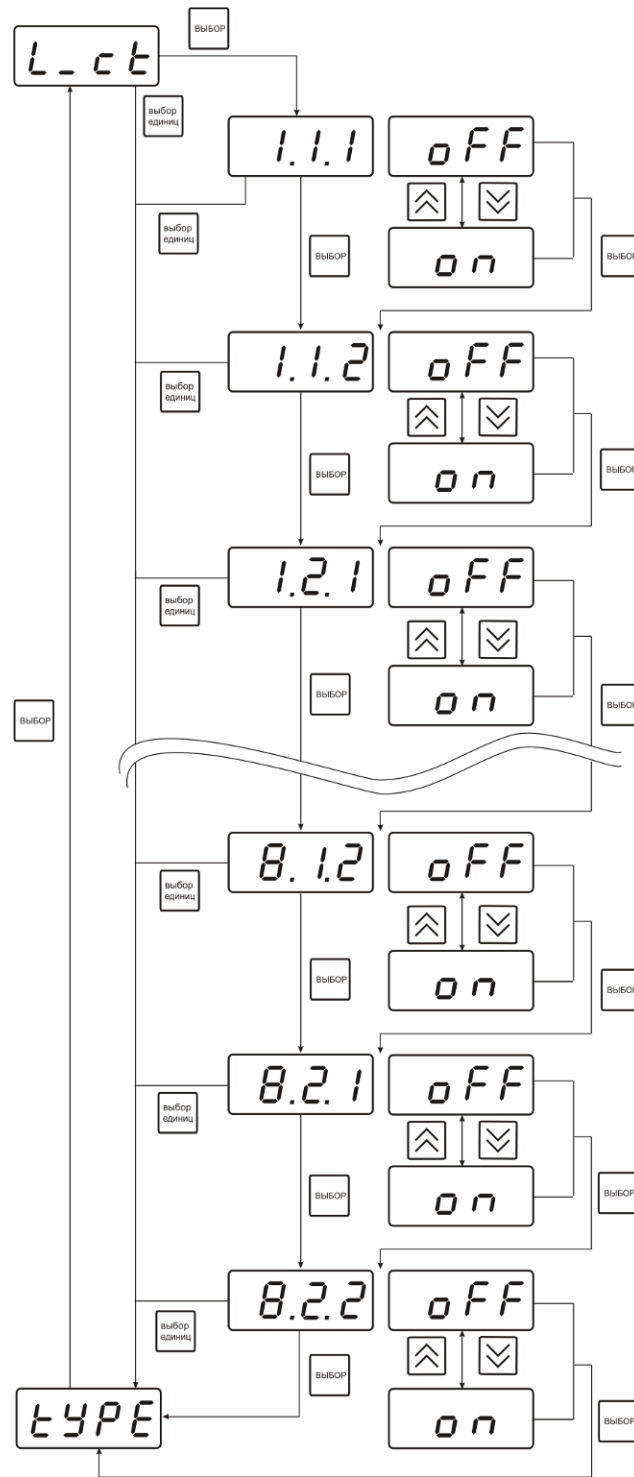 ВЫБОР
L_ct
выбор
единиц
1.1.1
oFF
выбор
единиц
ВЫБОР
ВЫБОР
on
1.1.2
oFF
выбор
единиц
ВЫБОР
ВЫБОР
on
1.2.1
oFF
выбор
единиц
ВЫБОР
on
ВЫБОР
ВЫБОР
8.1.2
oFF
выбор
единиц
ВЫБОР
on
ВЫБОР
8.2.1
oFF
выбор
единиц
ВЫБОР
on
ВЫБОР
8.2.2
oFF
выбор
единиц
ВЫБОР
tYPE
on
ВЫБОР